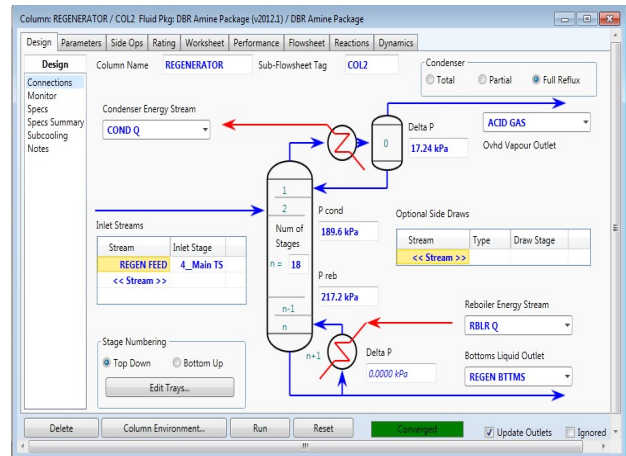 Column: REGENERATOR / COL2 Fluid Pkg: DBR Amine Package (v2012.1) / DBR Amine Package
Design Parameters Side Ops Rating Worksheet Performance Flowsheet Reactions Dynamics
Design
Connections
Monitor
Specs
Specs Summary
Subcooling
Notes
Column Name REGENERATOR Sub-Flowsheet Tag COL2
Condenser
Total Partial Full Reflux
Condenser Energy Stream
COND Q
0
Delta P
17.24 kPa
ACID GAS
Ovhd Vapour Outlet
1
2
Num of
Stages
n = 18
n-1
n
n+1
P cond
189.6 kPa
P reb
217.2 kPa
Inlet Streams
Stream Inlet Stage
REGEN FEED 4__Main TS
<< Stream >>
Optional Side Draws
Stream Type Draw Stage
<< Stream >>
Stage Numbering
Top Down Bottom Up
Edit Trays...
Delta P
0.0000 kPa
Reboiler Energy Stream
RBLR Q
Bottoms Liquid Outlet
REGEN BTTMS
Delete Column Environment... Run Reset Converged Update Outlets Ignored